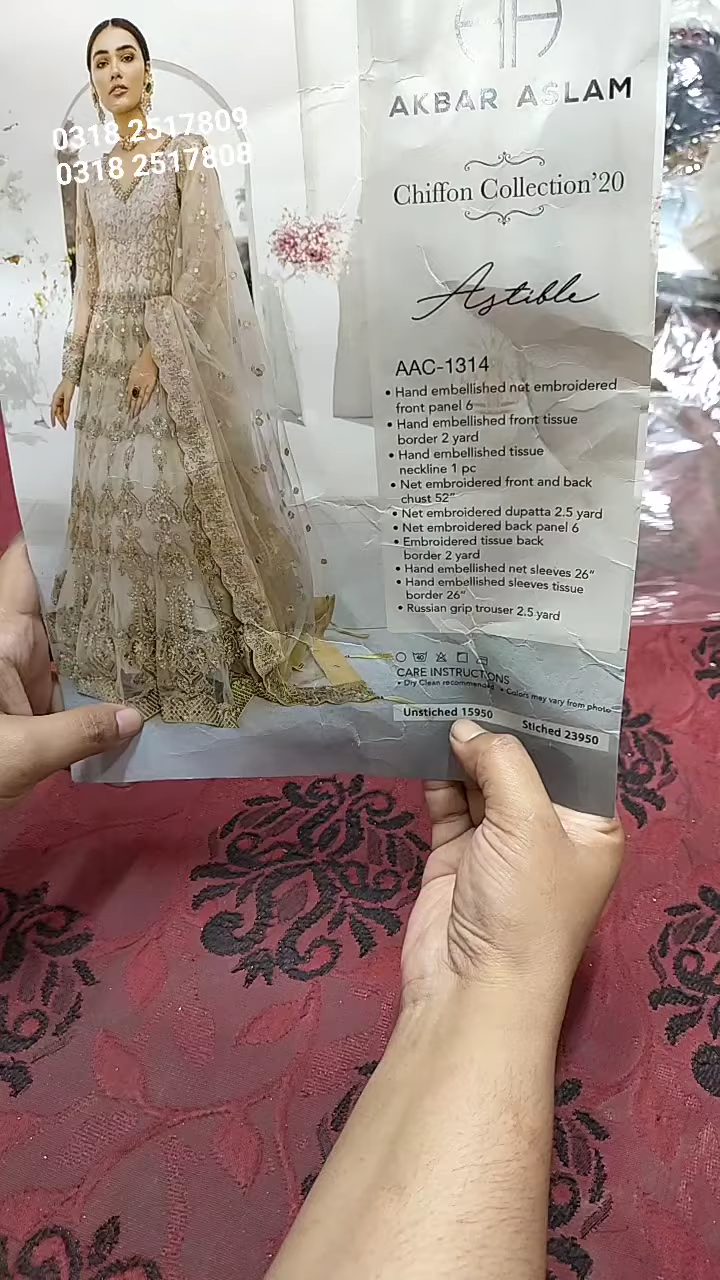 0318 2517809
0318 2517808
AKBAR ASLAM
Chiffon Collection'20
Astible
AAC-1314
• Hand embellished net embroidered
front panel 6
• Hand embellished front tissue
border 2 yard
• Hand embellished tissue
neckline 1 pc
• Net embroidered front and back
chust 52"
• Net embroidered dupatta 2.5 yard
• Net embroidered back panel 6
• Embroidered tissue back
border 2 yard
• Hand embellished net sleeves 26"
• Hand embellished sleeves tissue
border 26"
• Russian grip trouser 2.5 yard
CARE INSTRUCTIONS
• Dry Clean recommended • Colors may vary from photo
Unstiched 15950 Stiched 23950